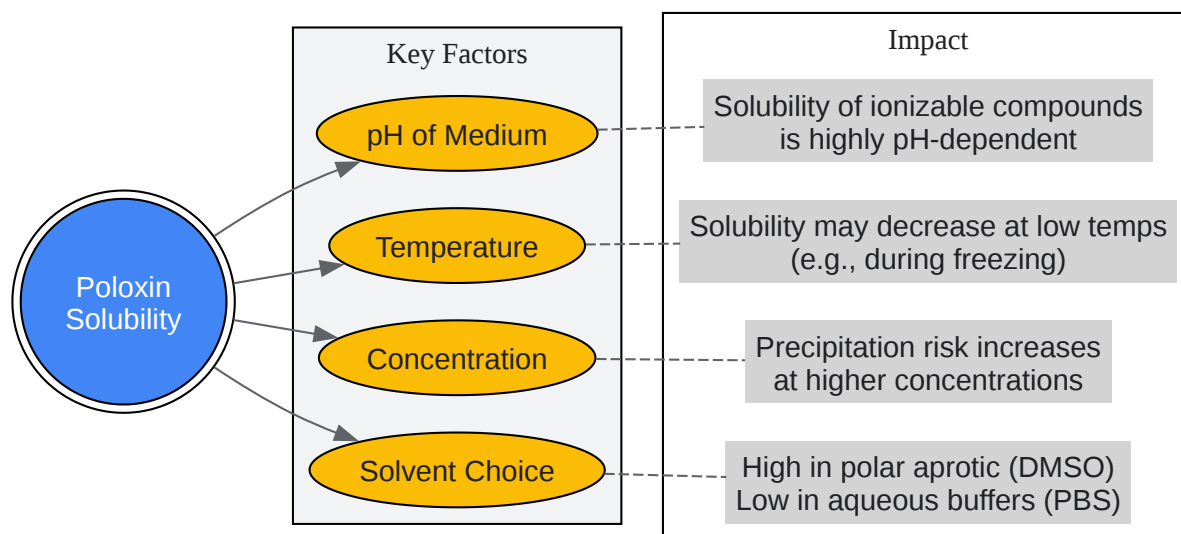 Key Factors
Impact
pH of Medium
Solubility of ionizable compounds
is highly pH-dependent
Temperature
Solubility may decrease at low temps
(e.g., during freezing)
Poloxin
Solubility
Concentration
Precipitation risk increases
at higher concentrations
Solvent Choice
High in polar aprotic (DMSO)
Low in aqueous buffers (PBS)